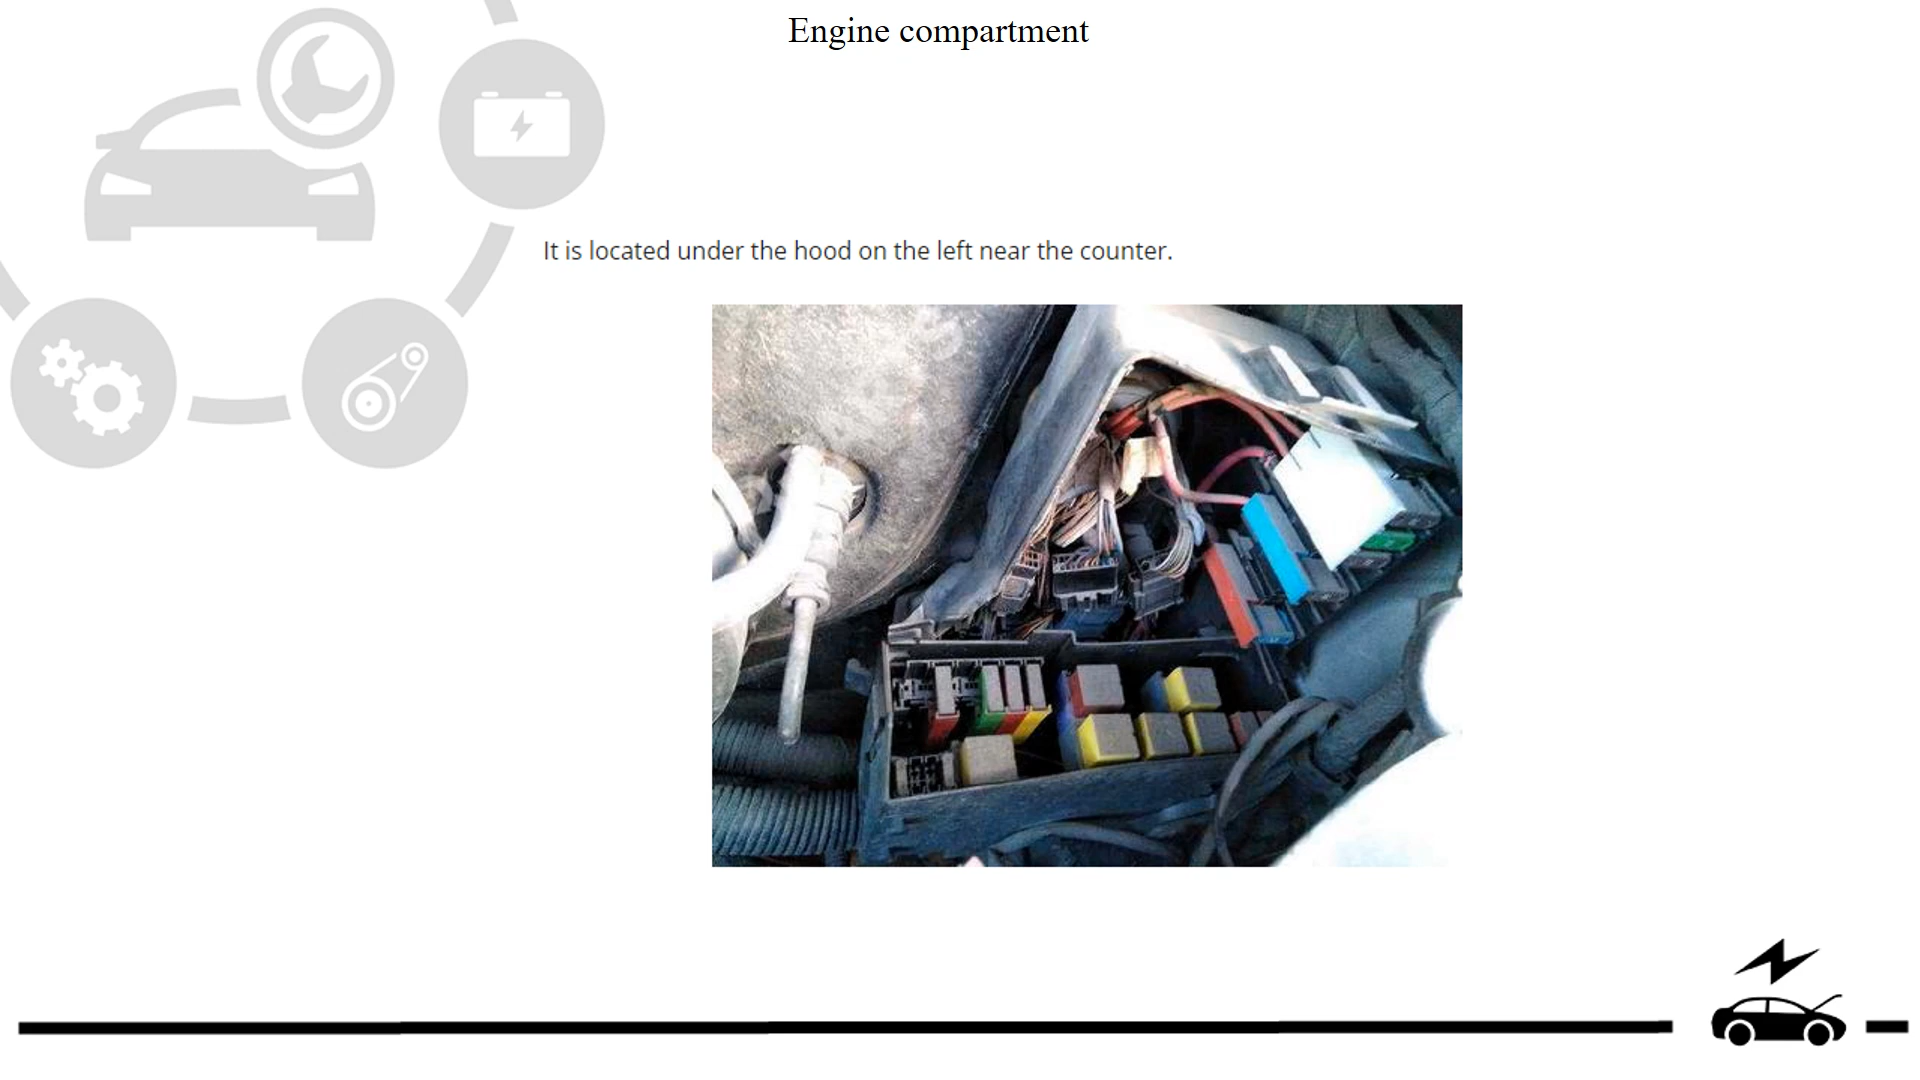 Engine compartment
It is located under the hood on the left near the counter.